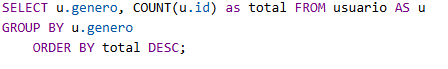 SELECT u.genero, COUNT(u.id) as total FROM usuario AS u
GROUP BY u.genero
    ORDER BY total DESC;